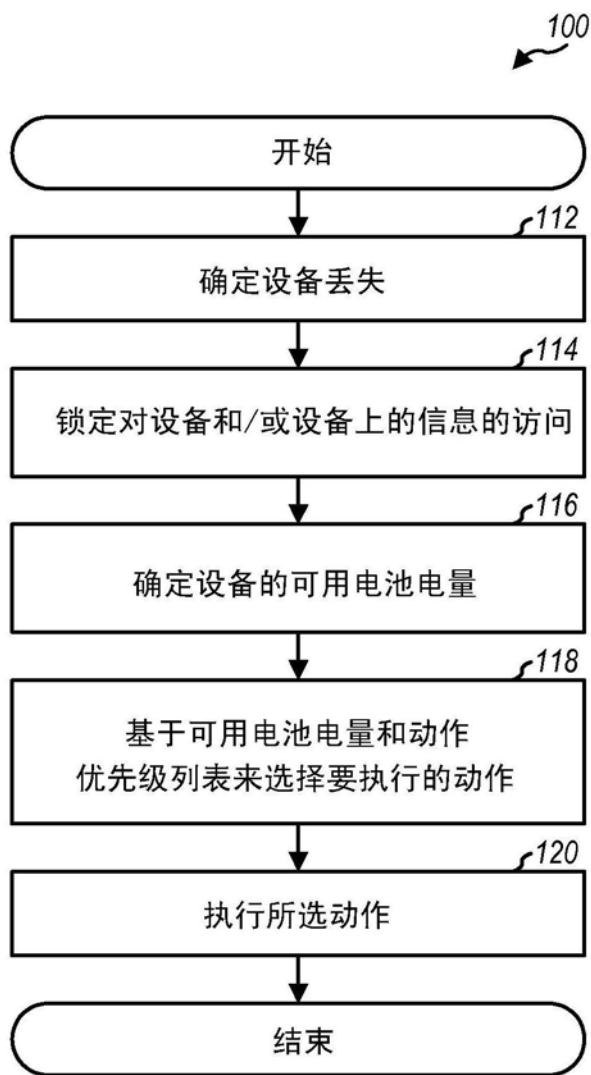 100
开始
112
确定设备丢失
114
锁定对设备和/或设备上的信息的访问
116
确定设备的可用电池电量
118
基于可用电池电量和动作
优先级列表来选择要执行的动作
120
执行所选动作
结束